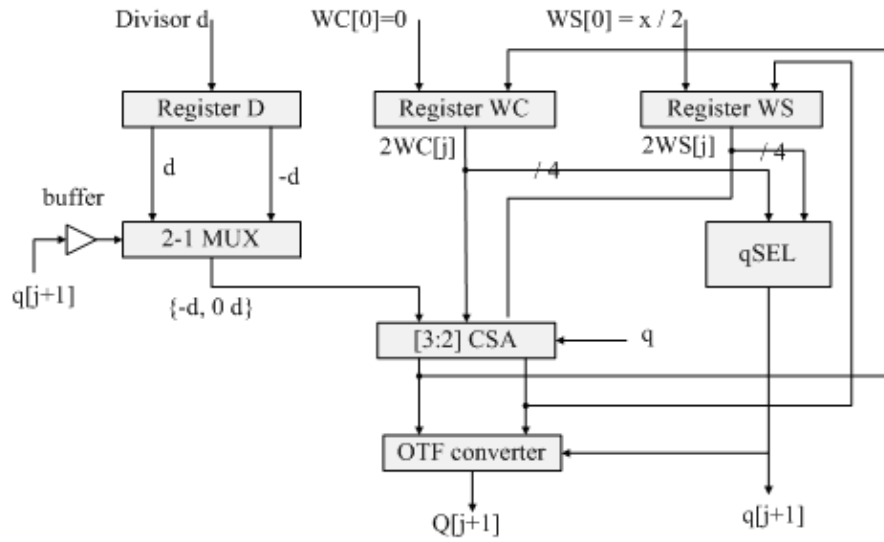 Divisor d
WC[0]=0
WS[0] = x / 2
Register D
Register WC
Register WS
2WC[j]
2WS[j]
/ 4
/ 4
d
-d
buffer
2-1 MUX
qSEL
q[j+1]
{-d, 0 d}
[3:2] CSA
q
OTF converter
Q[j+1]
q[j+1]